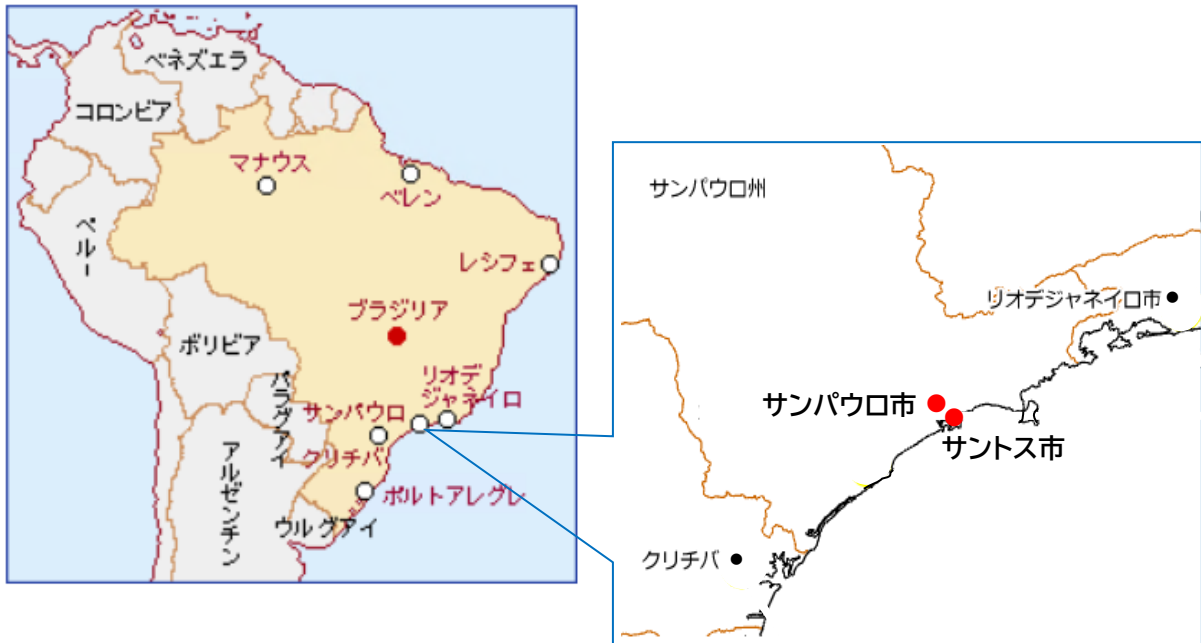 ベネズエラ
コロンビア
マナウス
ベレン
ペルー
レシフェ
ブラジリア
ボリビア
パラグアイ
リオデ
ジャネイロ
サンパウロ
クリチバ
アルゼンチン
ポルトアレグレ
ウルグアイ
サンパウロ州
リオデジャネイロ市
サンパウロ市
サントス市
クリチバ